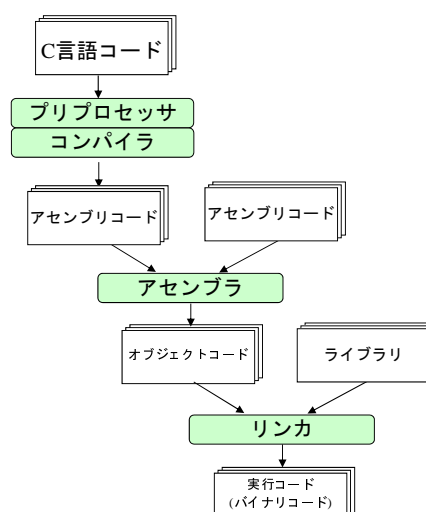 C言語コード
プリプロセッサ
コンパイラ
アセンブリコード
アセンブリコード
アセンブラ
オブジェクトコード
ライブラリ
リンカ
実行コード
(バイナリコード)